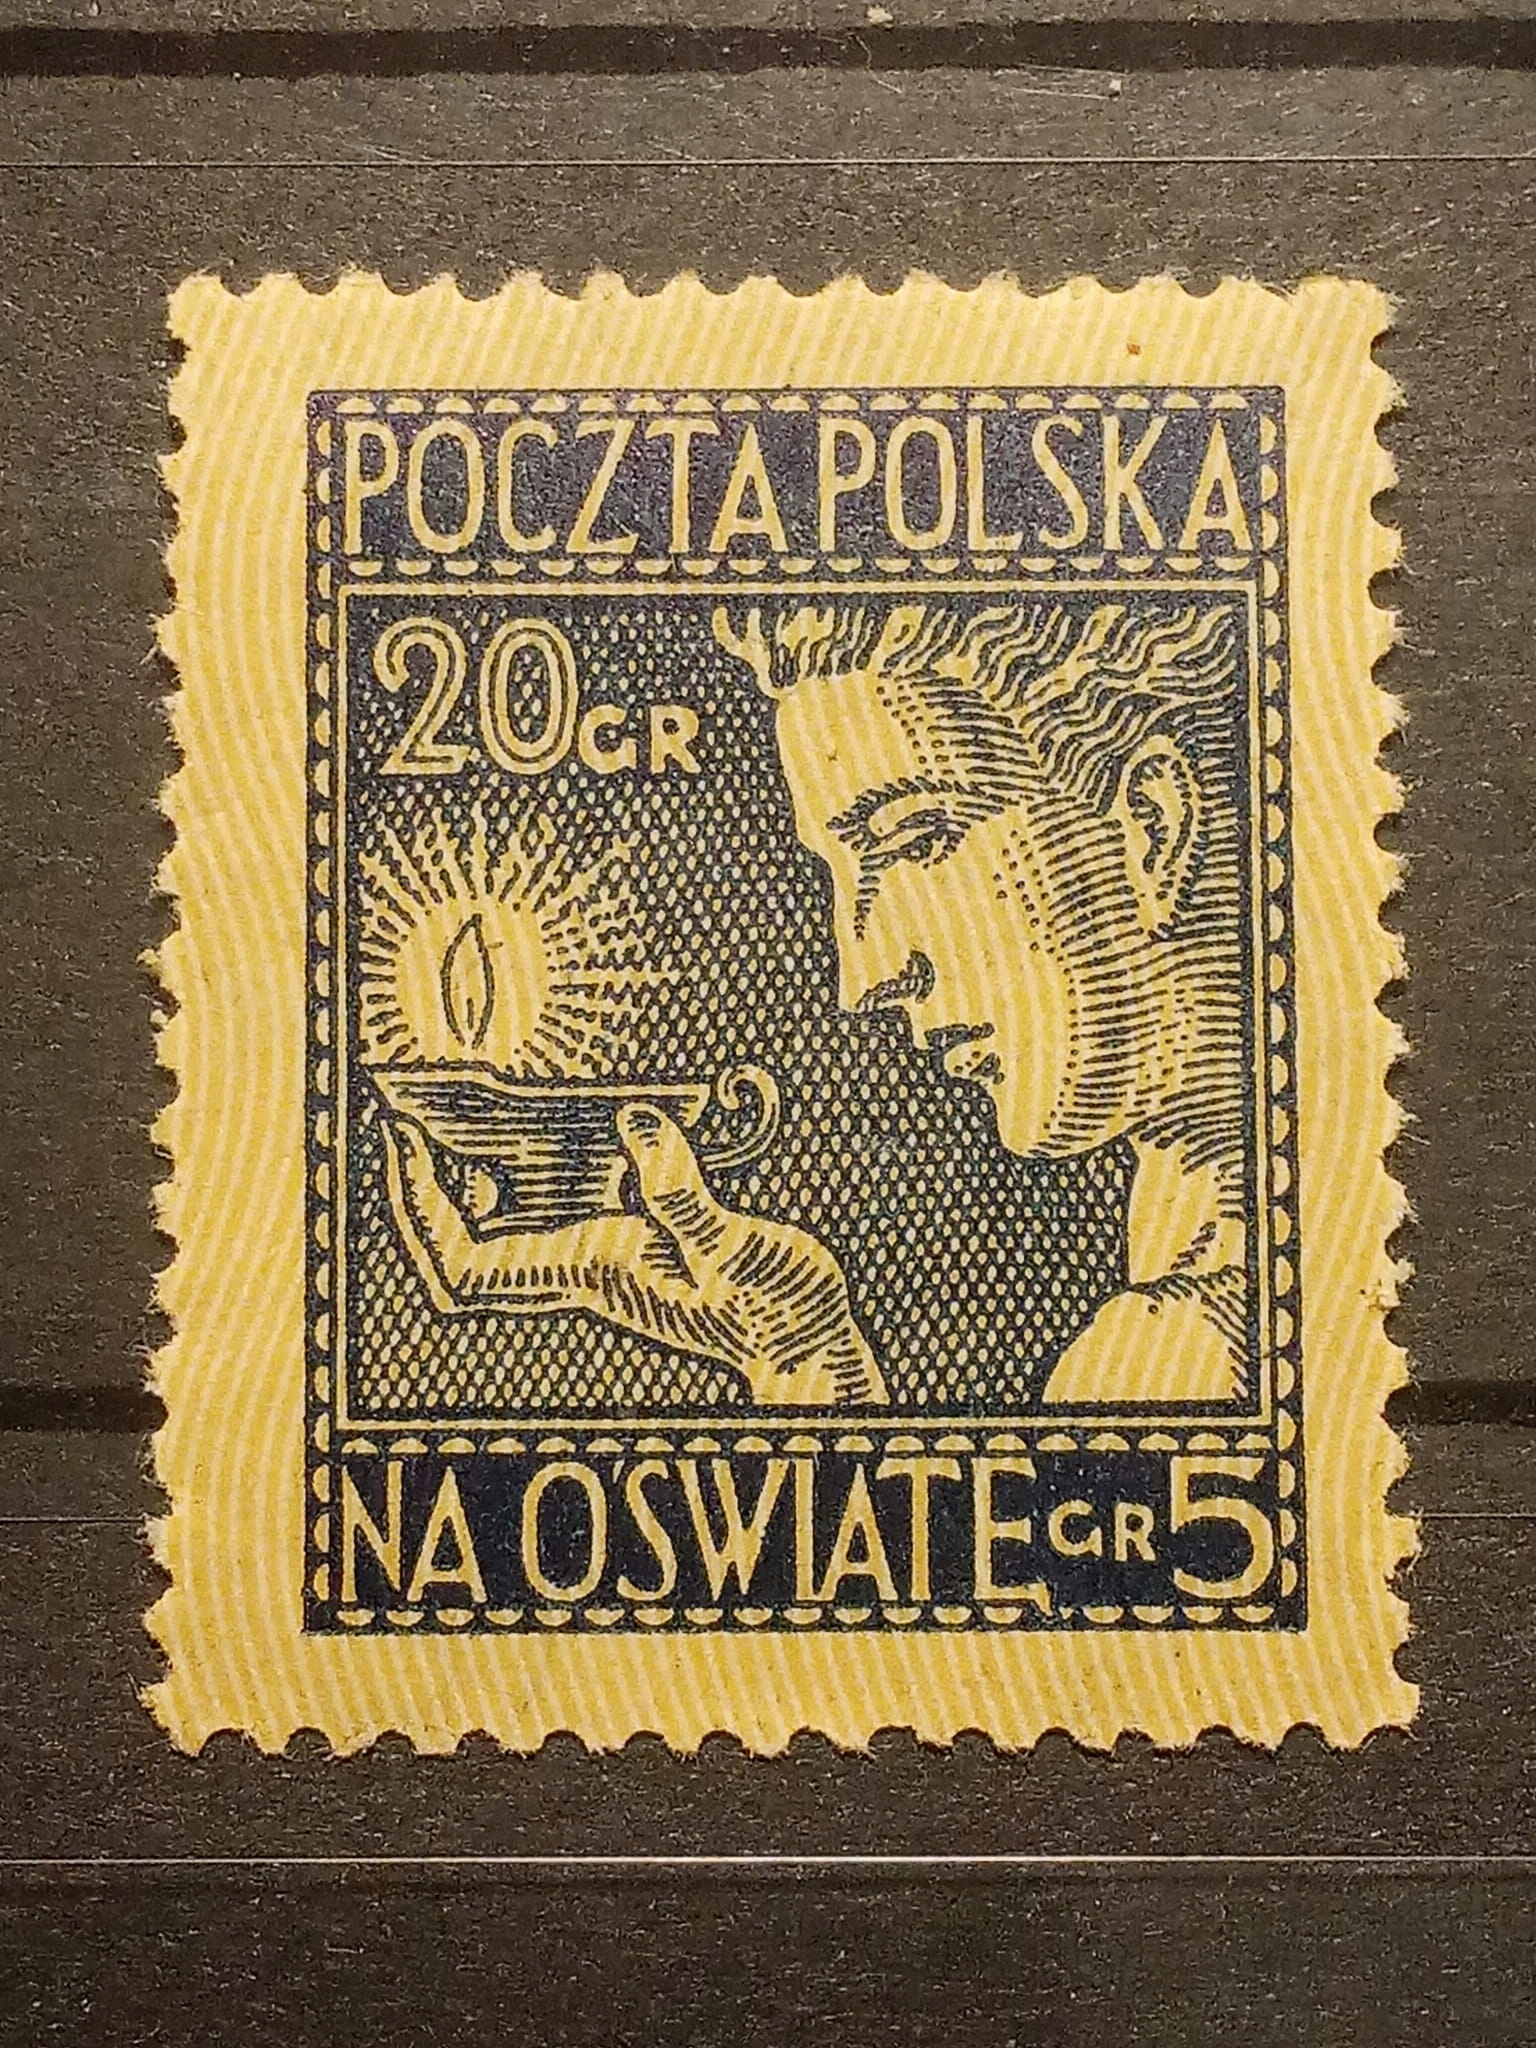 POCZTA POLSKA
20 GR
NA OŚWIATĘ GR 5